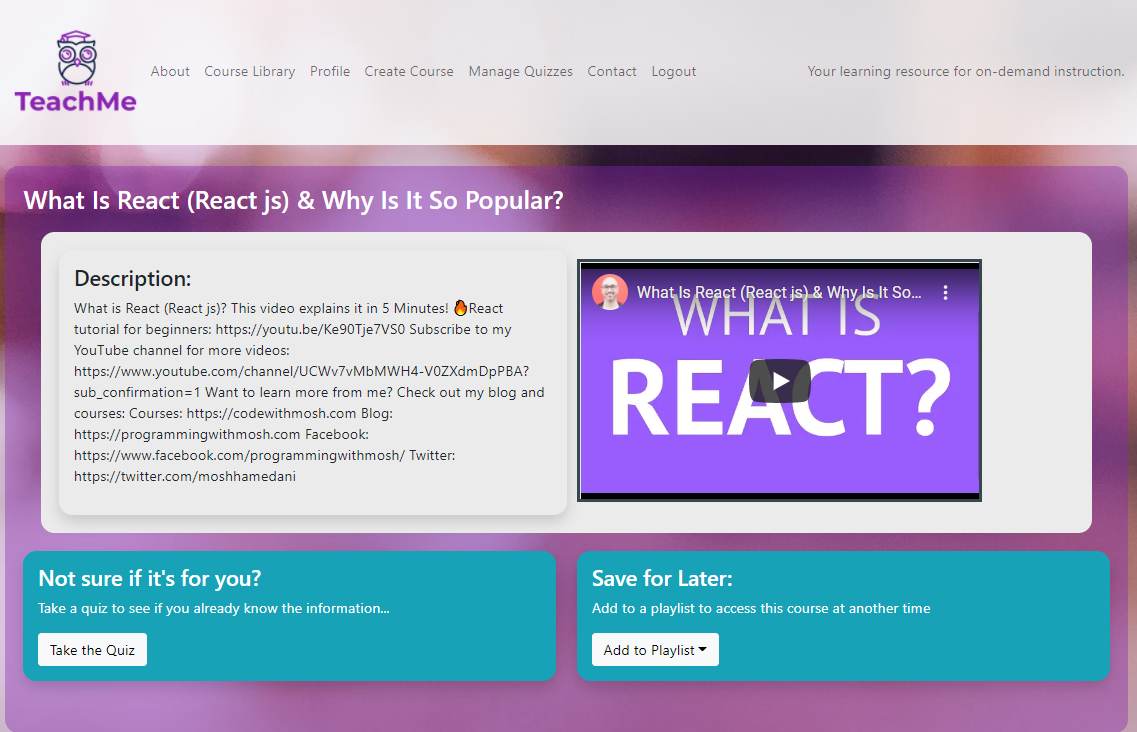 TeachMe
About Course Library Profile Create Course Manage Quizzes Contact Logout
Your learning resource for on-demand instruction.
What Is React (React js) & Why Is It So Popular?
Description:
What is React (React js)? This video explains it in 5 Minutes! 🔥React
tutorial for beginners: https://youtu.be/Ke90Tje7VS0 Subscribe to my
YouTube channel for more videos:
https://www.youtube.com/channel/UCWv7vMbMWH4-V0ZXdmDpPBA?
sub_confirmation=1 Want to learn more from me? Check out my blog and
courses: Courses: https://codewithmosh.com Blog:
https://programmingwithmosh.com Facebook:
https://www.facebook.com/programmingwithmosh/ Twitter:
https://twitter.com/moshhamedani
What Is React (React js) & Why Is It So...
WHAT IS
REACT?
Not sure if it's for you?
Take a quiz to see if you already know the information...
Take the Quiz
Save for Later:
Add to a playlist to access this course at another time
Add to Playlist